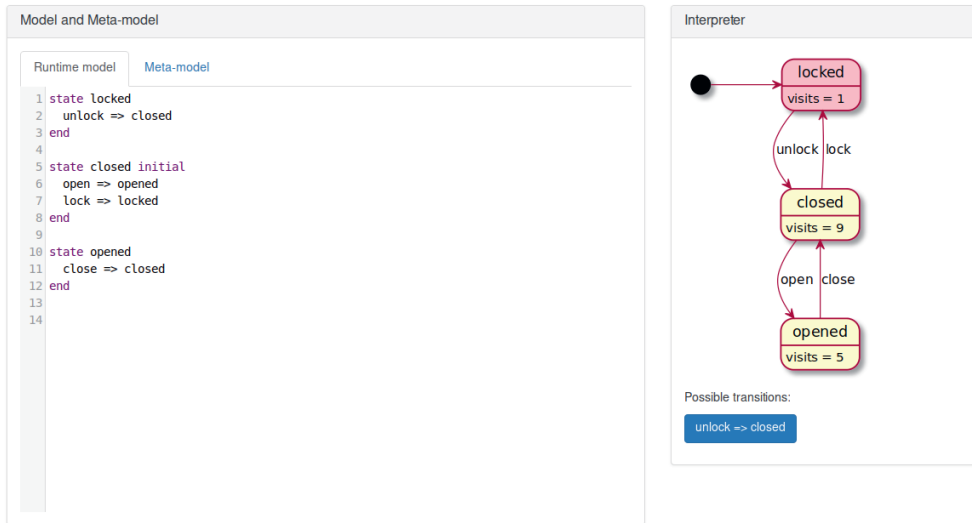 Model and Meta-model
Runtime model
Meta-model
1 state locked
2   unlock => closed
3 end
4
5 state closed initial
6   open => opened
7   lock => locked
8 end
9
10 state opened
11   close => closed
12 end
13
14
Interpreter
locked
visits = 1
unlock lock
closed
visits = 9
open close
opened
visits = 5
Possible transitions:
unlock => closed